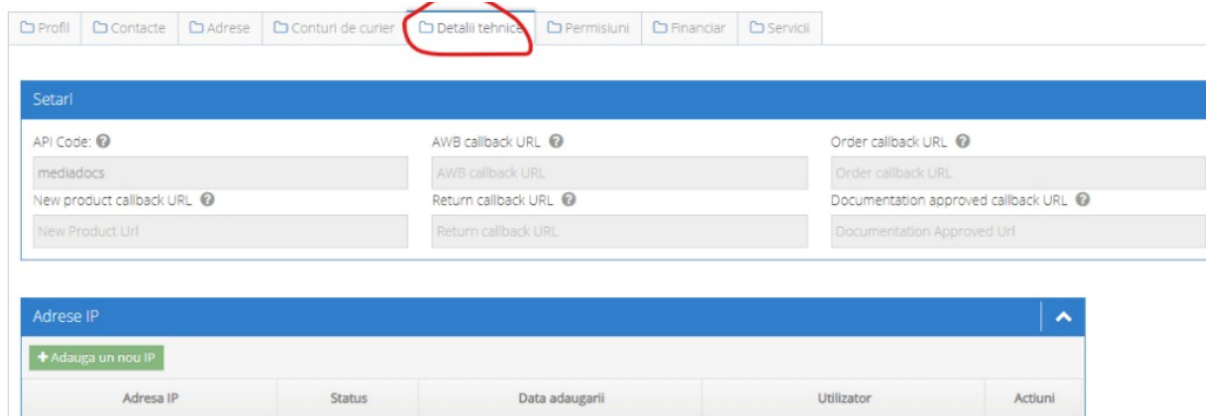 Profil Contacte Adrese Conturi de curier Detalii tehnice Permisiuni Financiar Servicii
Setari
API Code: AWB callback URL Order callback URL
mediadocs AWB callback URL Order callback URL
New product callback URL Return callback URL Documentation approved callback URL
New Product Url Return callback URL Documentation Approved Url
Adrese IP
+ Adauga un nou IP
Adresa IP Status Data adaugarii Utilizator Actiuni